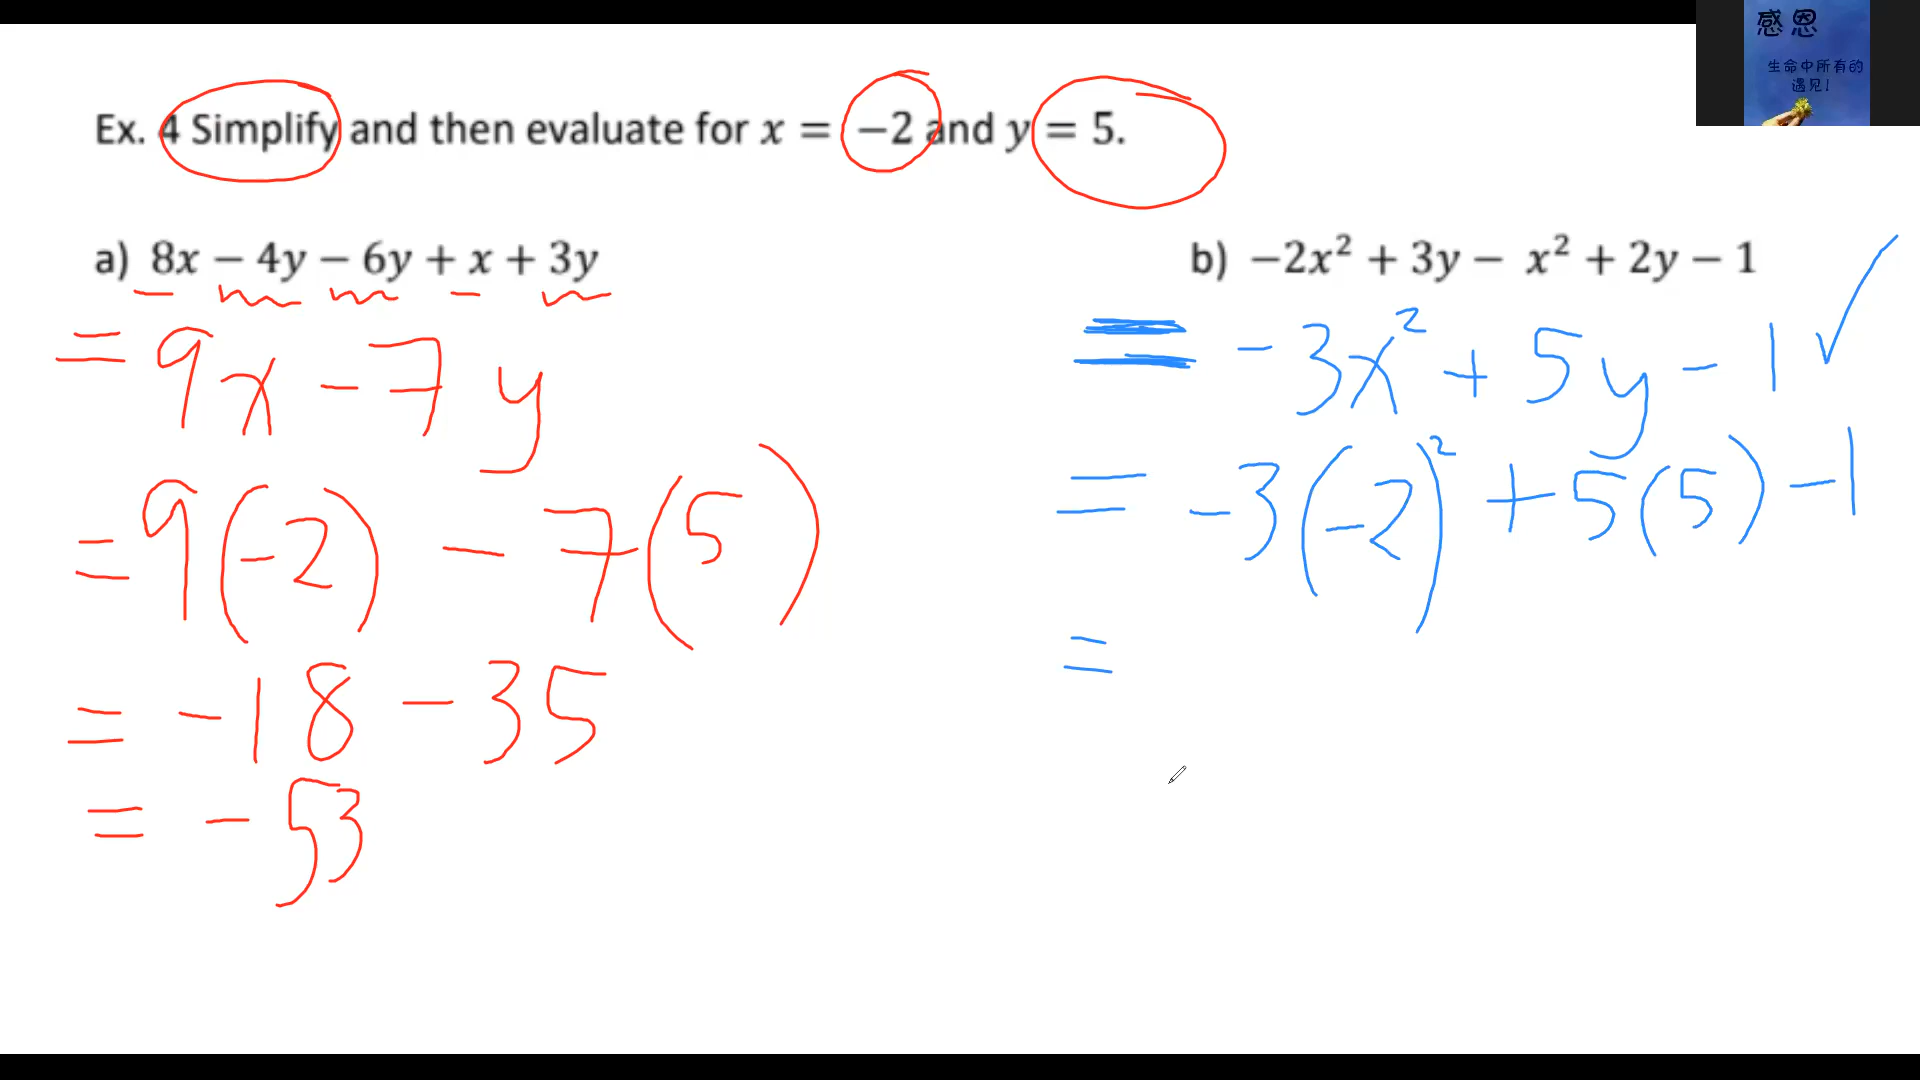 感恩
生命中所有的
遇见!
Ex. 4 Simplify and then evaluate for x = −2 and y = 5.
a) 8x − 4y − 6y + x + 3y
= 9x − 7y
= 9(−2) − 7(5)
= −18 − 35
= −53
b) −2x² + 3y − x² + 2y − 1
= −3x² + 5y − 1 ✓
= −3(−2)² + 5(5) − 1
=